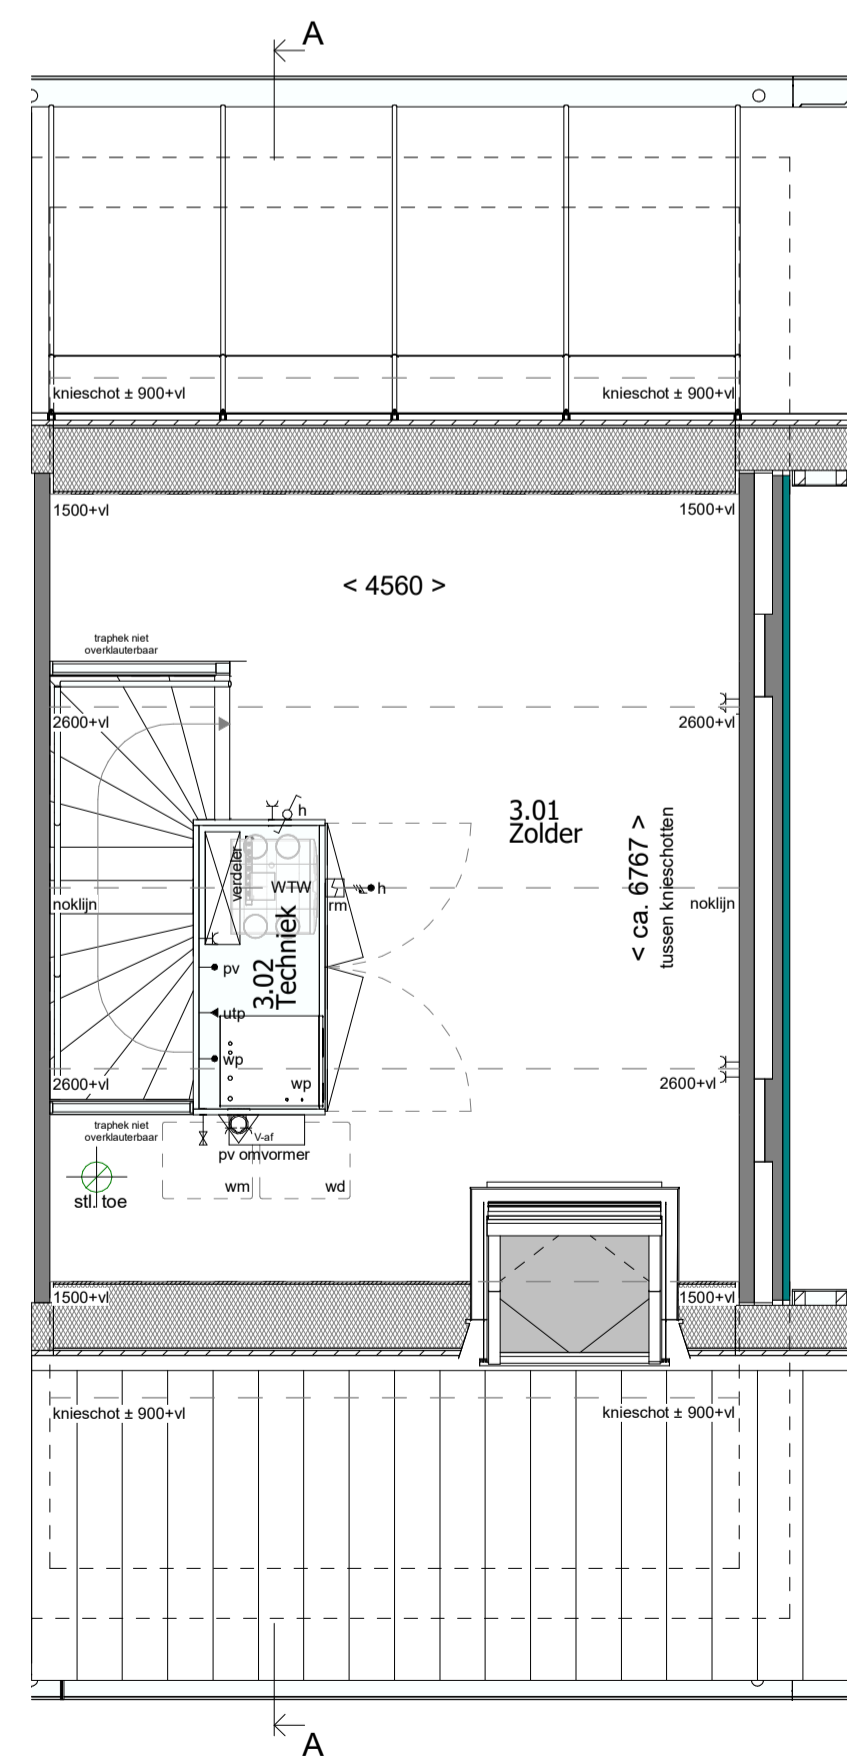 A
knieschot ± 900+vl
knieschot ± 900+vl
1500+vl
1500+vl
< 4560 >
traphek niet
overklauterbaar
2600+vl
2600+vl
3.01
Zolder
h
verdeler
WTW
h
rm
noklijn
noklijn
< ca. 6767 >
tussen knieschotten
3.02
Techniek
pv
utp
wp
wp
2600+vl
2600+vl
traphek niet
overklauterbaar
V-af
pv omvormer
wm
wd
stl. toe
1500+vl
1500+vl
knieschot ± 900+vl
knieschot ± 900+vl
A